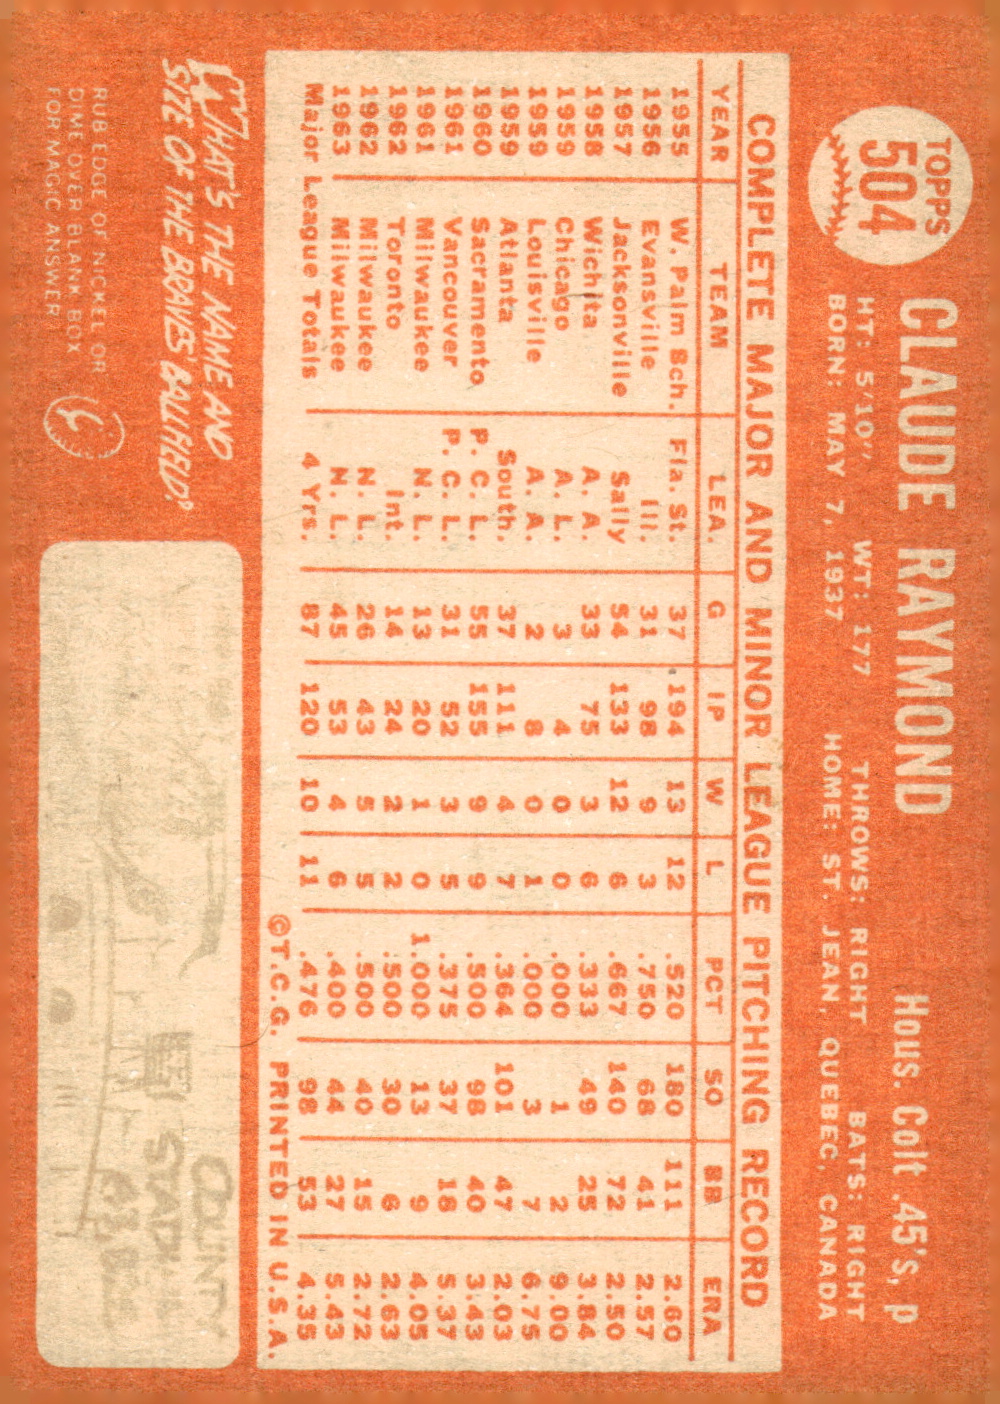 TOPPS
504
CLAUDE RAYMOND Hous. Colt .45's, p
HT: 5'10" WT: 177 THROWS: RIGHT BATS: RIGHT
BORN: MAY 7, 1937 HOME: ST. JEAN, QUEBEC, CANADA
COMPLETE MAJOR AND MINOR LEAGUE PITCHING RECORD
YEAR TEAM LEA. G IP W L PCT SO BB ERA
1955 W. Palm Bch. Fla. St. 37 194 13 12 .520 180 111 2.60
1956 Evansville III. 31 98 9 3 .750 68 41 2.57
1957 Jacksonville Sally 54 133 12 6 .667 140 72 2.50
1958 Wichita A. A. 33 75 3 6 .333 49 25 3.84
1959 Chicago A. L. 3 4 0 0 .000 1 2 9.00
1959 Louisville A. A. 2 8 0 1 .000 3 7 6.75
1959 Atlanta South. 37 111 4 7 .364 101 47 2.03
1960 Sacramento P. C. L. 55 155 9 9 .500 98 40 3.43
1961 Vancouver P. C. L. 31 52 3 5 .375 37 18 5.37
1961 Milwaukee N. L. 13 20 1 0 1.000 13 9 4.05
1962 Toronto Int. 14 24 2 2 .500 30 6 2.63
1962 Milwaukee N. L. 26 43 5 5 .500 40 15 2.72
1963 Milwaukee N. L. 45 53 4 6 .400 44 27 5.43
Major League Totals 4 Yrs. 87 120 10 11 .476 98 53 4.35
©T.C.G. PRINTED IN U.S.A.
WHAT'S THE NAME AND
SITE OF THE BRAVES' BALLFIELD?
RUB EDGE OF NICKEL OR
DIME OVER BLANK BOX
FOR MAGIC ANSWER
COUNTY